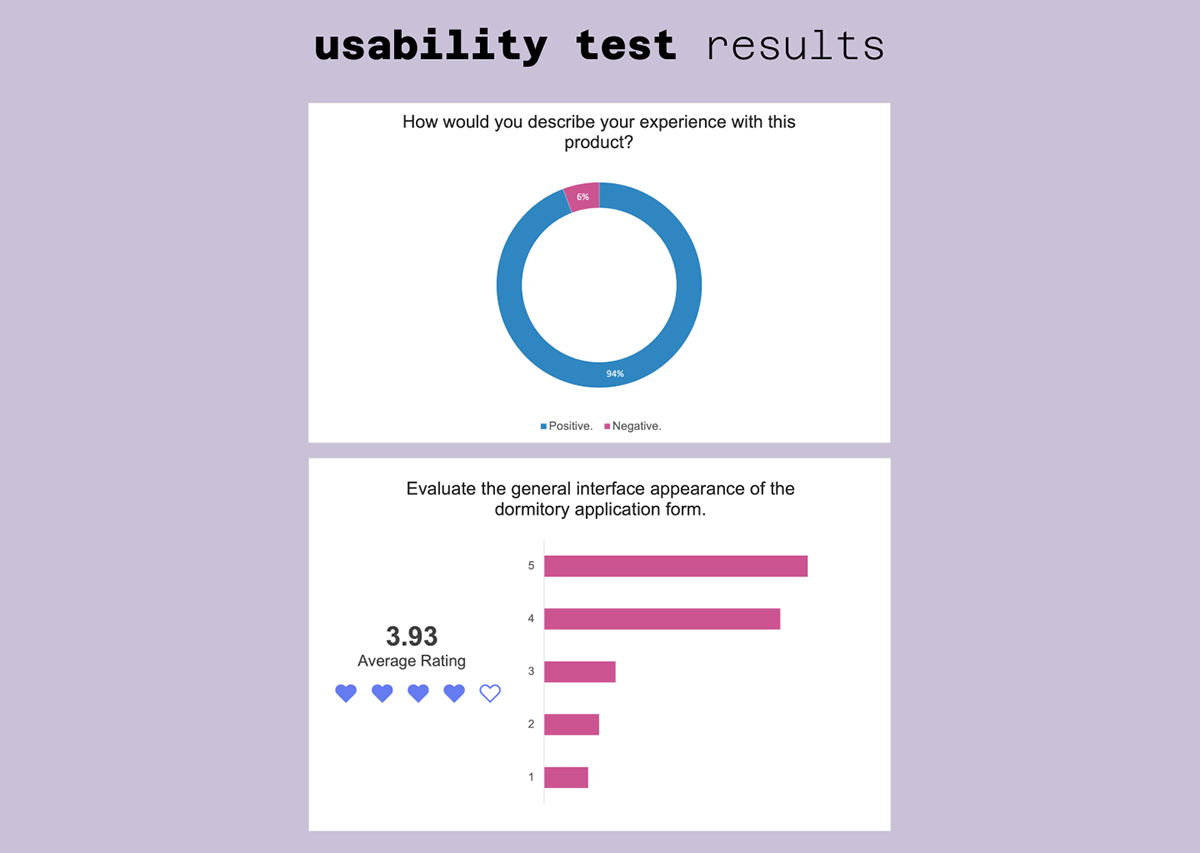 usability test results
How would you describe your experience with this
product?
6%
94%
Positive. Negative.
Evaluate the general interface appearance of the
dormitory application form.
5
4
3.93
Average Rating
3
2
1